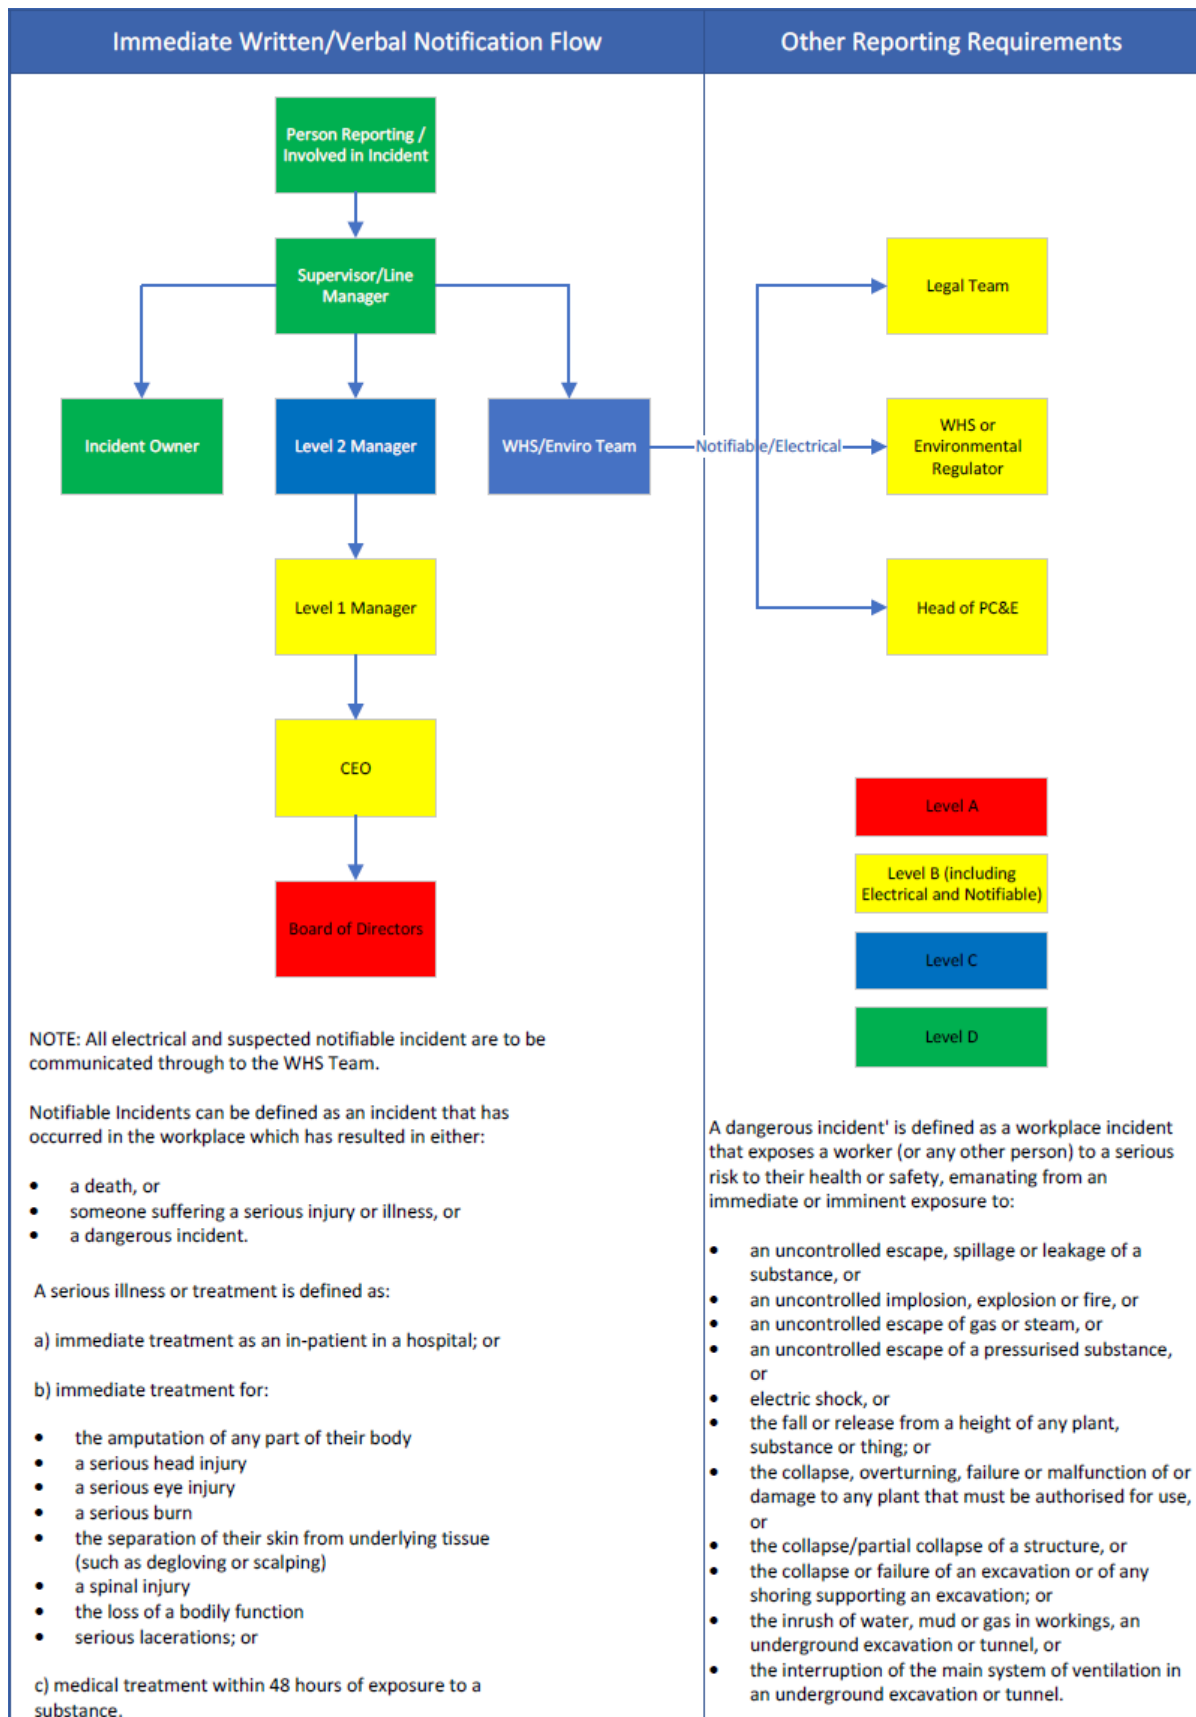 Immediate Written/Verbal Notification Flow
Other Reporting Requirements
Person Reporting /
Involved in Incident
Supervisor/Line
Manager
Legal Team
Incident Owner
Level 2 Manager
WHS/Enviro Team
Notifiable/Electrical
WHS or
Environmental
Regulator
Level 1 Manager
Head of PC&E
CEO
Board of Directors
Level A
Level B (including
Electrical and Notifiable)
Level C
Level D
NOTE: All electrical and suspected notifiable incident are to be
communicated through to the WHS Team.
Notifiable Incidents can be defined as an incident that has
occurred in the workplace which has resulted in either:
• a death, or
• someone suffering a serious injury or illness, or
• a dangerous incident.
A serious illness or treatment is defined as:
a) immediate treatment as an in-patient in a hospital; or
b) immediate treatment for:
• the amputation of any part of their body
• a serious head injury
• a serious eye injury
• a serious burn
• the separation of their skin from underlying tissue
(such as degloving or scalping)
• a spinal injury
• the loss of a bodily function
• serious lacerations; or
c) medical treatment within 48 hours of exposure to a
substance.
A dangerous incident' is defined as a workplace incident
that exposes a worker (or any other person) to a serious
risk to their health or safety, emanating from an
immediate or imminent exposure to:
• an uncontrolled escape, spillage or leakage of a
substance, or
• an uncontrolled implosion, explosion or fire, or
• an uncontrolled escape of gas or steam, or
• an uncontrolled escape of a pressurised substance,
or
• electric shock, or
• the fall or release from a height of any plant,
substance or thing; or
• the collapse, overturning, failure or malfunction of or
damage to any plant that must be authorised for use,
or
• the collapse/partial collapse of a structure, or
• the collapse or failure of an excavation or of any
shoring supporting an excavation; or
• the inrush of water, mud or gas in workings, an
underground excavation or tunnel, or
• the interruption of the main system of ventilation in
an underground excavation or tunnel.